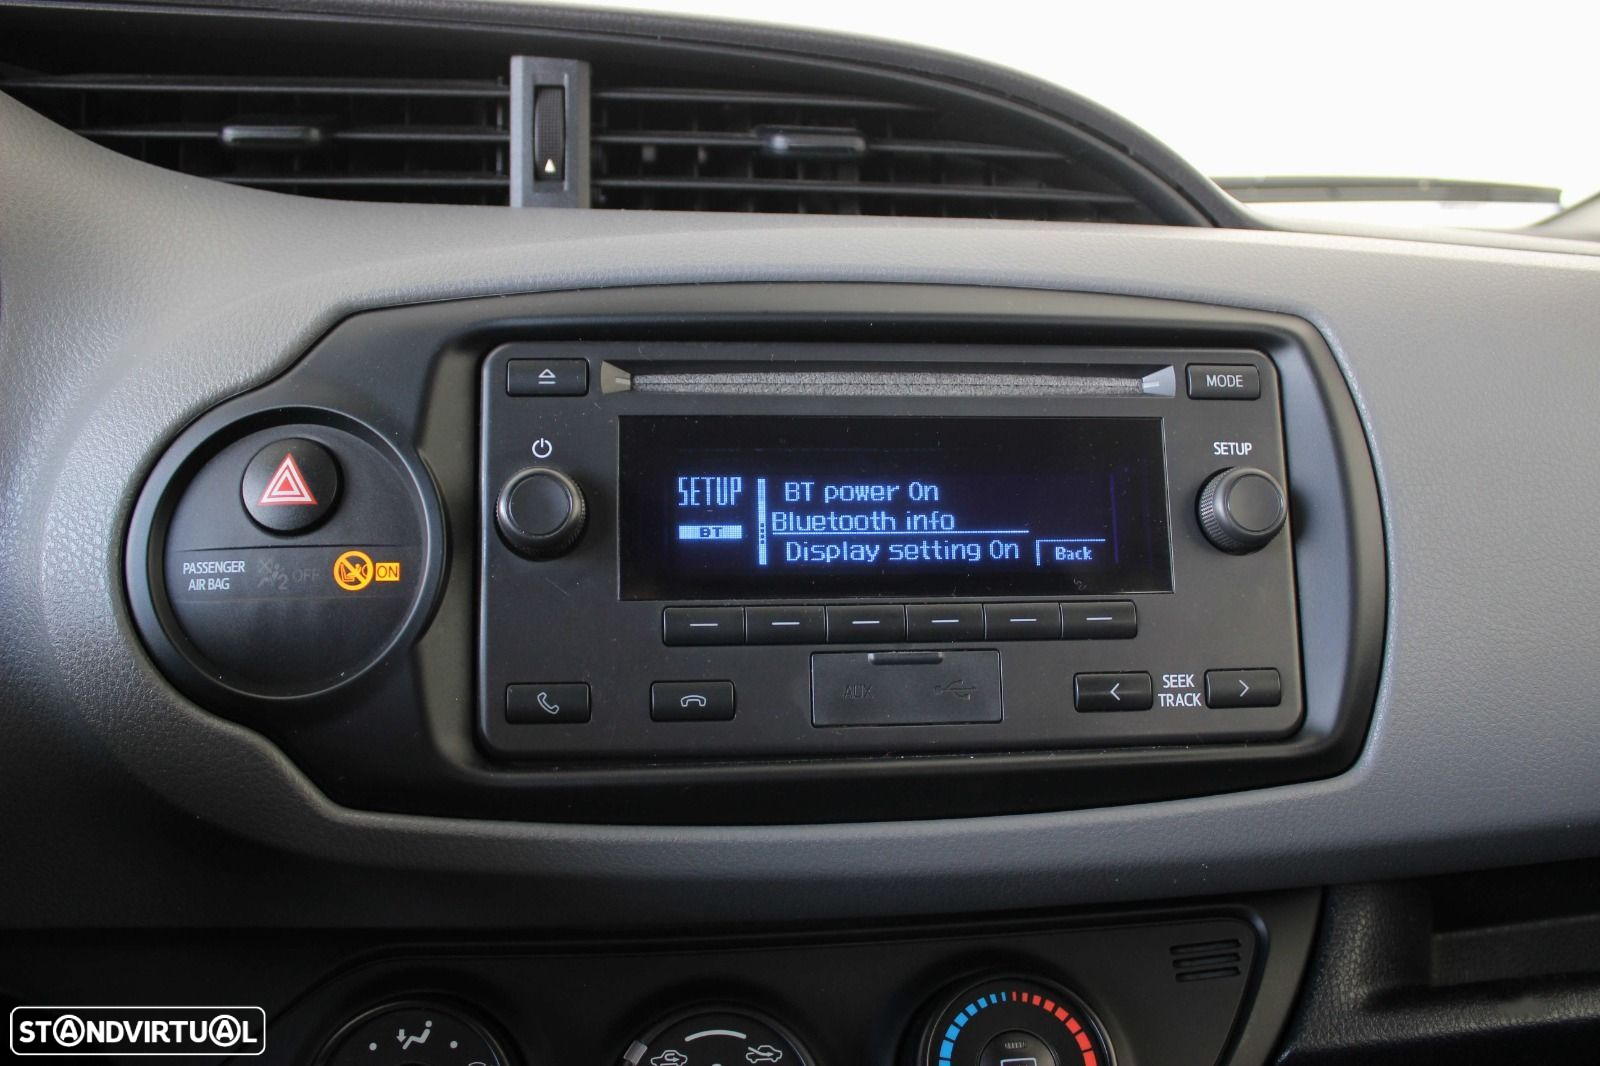 MODE
SETUP
SETUP
BT
BT power On
Bluetooth info
Display setting On
Back
PASSENGER
AIR BAG
2 OFF
ON
AUX
SEEK
TRACK
STANDVIRTUAL